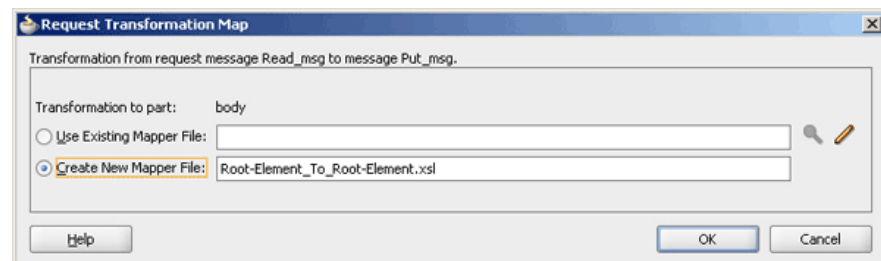 Request Transformation Map
Transformation from request message Read_msg to message Put_msg.
Transformation to part: body
Use Existing Mapper File:
Create New Mapper File: Root-Element_To_Root-Element.xsl
Help OK Cancel